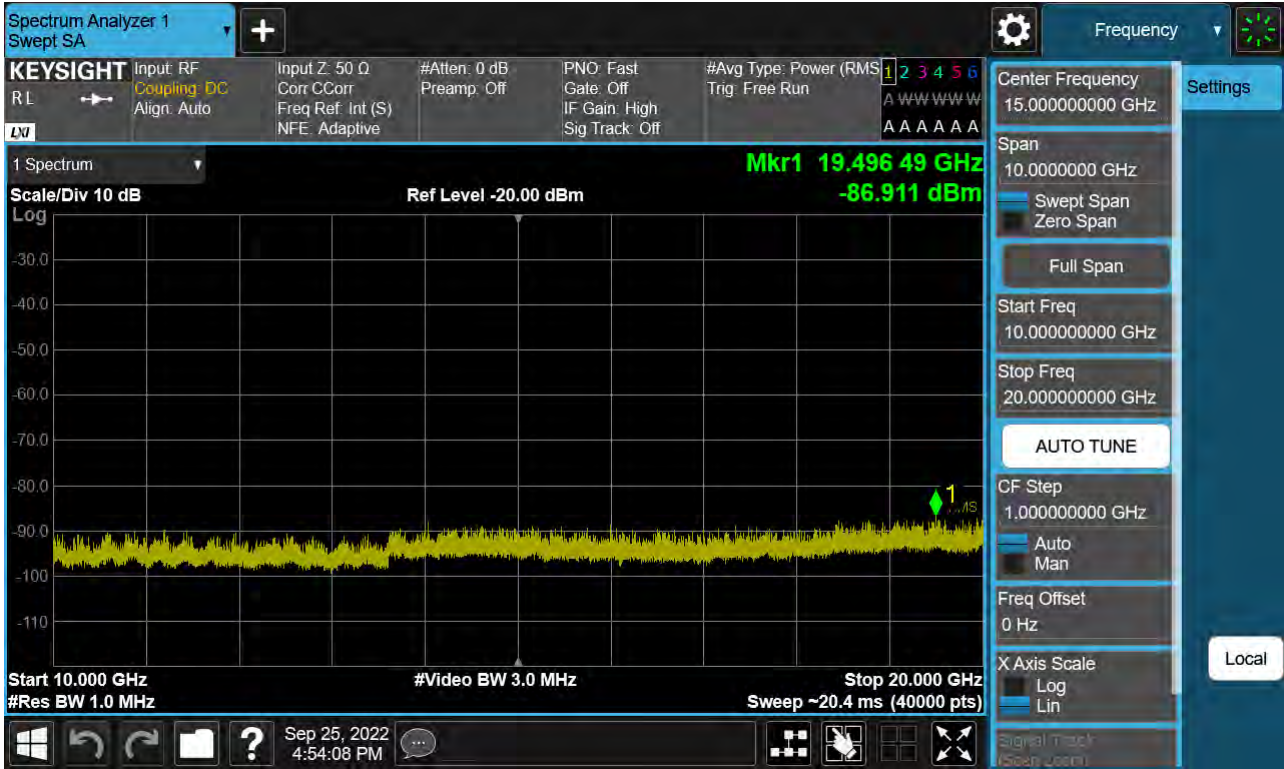 Spectrum Analyzer 1
Swept SA
Frequency
KEYSIGHT
R L
LXI
Input: RF
Coupling: DC
Align: Auto
Input Z: 50 Ω
Corr CCorr
Freq Ref: Int (S)
NFE: Adaptive
#Atten: 0 dB
Preamp: Off
PNO: Fast
Gate: Off
IF Gain: High
Sig Track: Off
#Avg Type: Power (RMS
Trig: Free Run
1 2 3 4 5 6
A W W W W W
A A A A A A
1 Spectrum
Scale/Div 10 dB
Ref Level -20.00 dBm
Mkr1 19.496 49 GHz
-86.911 dBm
Log
-30.0
-40.0
-50.0
-60.0
-70.0
-80.0
-90.0
-100
-110
1
Start 10.000 GHz
#Res BW 1.0 MHz
#Video BW 3.0 MHz
Stop 20.000 GHz
Sweep ~20.4 ms (40000 pts)
Center Frequency
15.000000000 GHz
Span
10.0000000 GHz
Swept Span
Zero Span
Full Span
Start Freq
10.000000000 GHz
Stop Freq
20.000000000 GHz
AUTO TUNE
CF Step
1.000000000 GHz
Auto
Man
Freq Offset
0 Hz
X Axis Scale
Log
Lin
Signal Track
(Span Zoom)
Settings
Local
?
Sep 25, 2022
4:54:08 PM